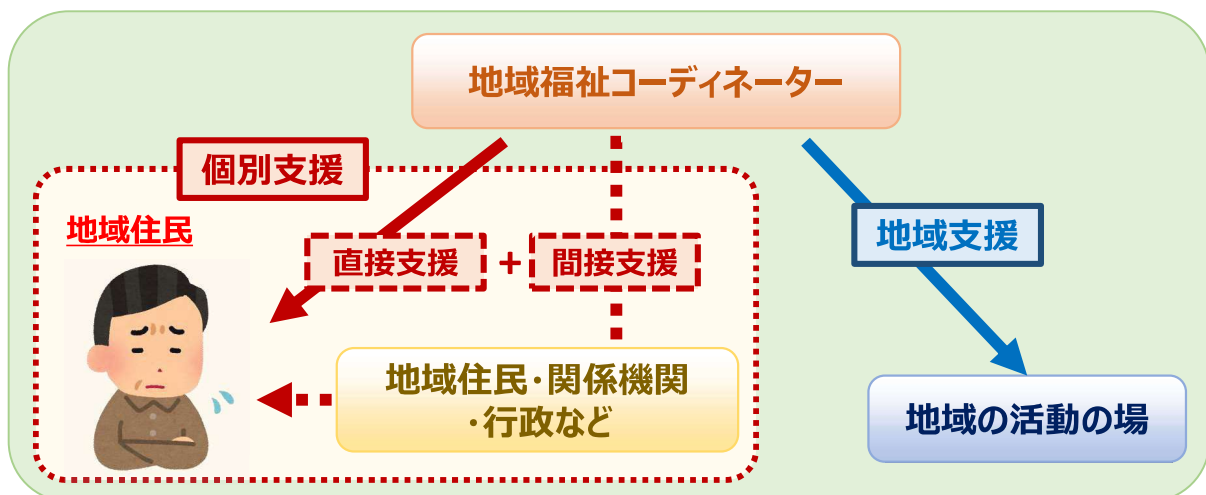 地域福祉コーディネーター
個別支援
地域住民
直接支援
+
間接支援
地域支援
地域住民・関係機関
・行政など
地域の活動の場